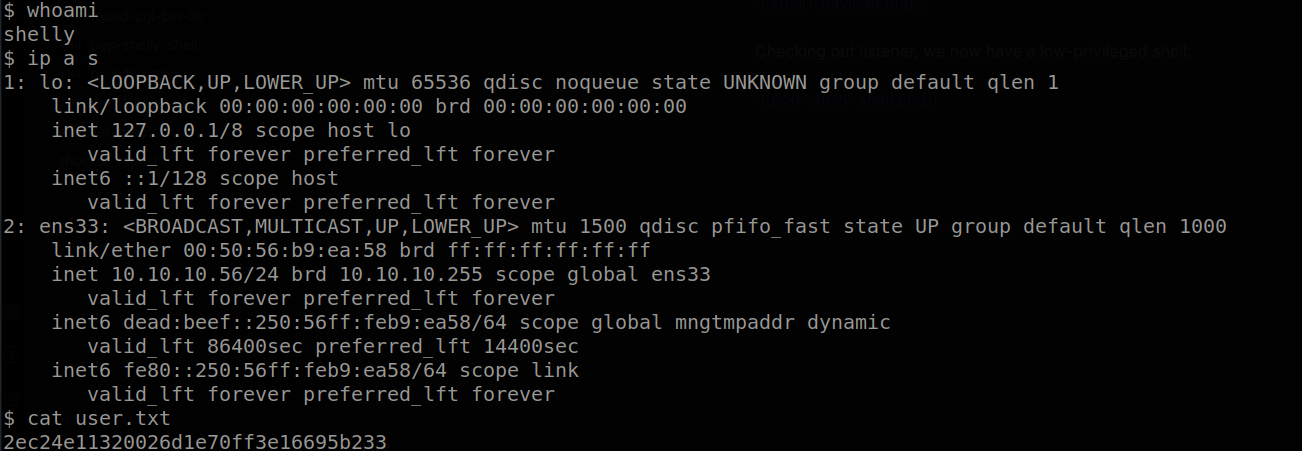 $ whoami
shelly
$ ip a s
1: lo: <LOOPBACK,UP,LOWER_UP> mtu 65536 qdisc noqueue state UNKNOWN group default qlen 1
    link/loopback 00:00:00:00:00:00 brd 00:00:00:00:00:00
    inet 127.0.0.1/8 scope host lo
       valid_lft forever preferred_lft forever
    inet6 ::1/128 scope host
       valid_lft forever preferred_lft forever
2: ens33: <BROADCAST,MULTICAST,UP,LOWER_UP> mtu 1500 qdisc pfifo_fast state UP group default qlen 1000
    link/ether 00:50:56:b9:ea:58 brd ff:ff:ff:ff:ff:ff
    inet 10.10.10.56/24 brd 10.10.10.255 scope global ens33
       valid_lft forever preferred_lft forever
    inet6 dead:beef::250:56ff:feb9:ea58/64 scope global mngtmpaddr dynamic
       valid_lft 86400sec preferred_lft 14400sec
    inet6 fe80::250:56ff:feb9:ea58/64 scope link
       valid_lft forever preferred_lft forever
$ cat user.txt
2ec24e11320026d1e70ff3e16695b233
Checking out listener, we now have a low-privileged shell: